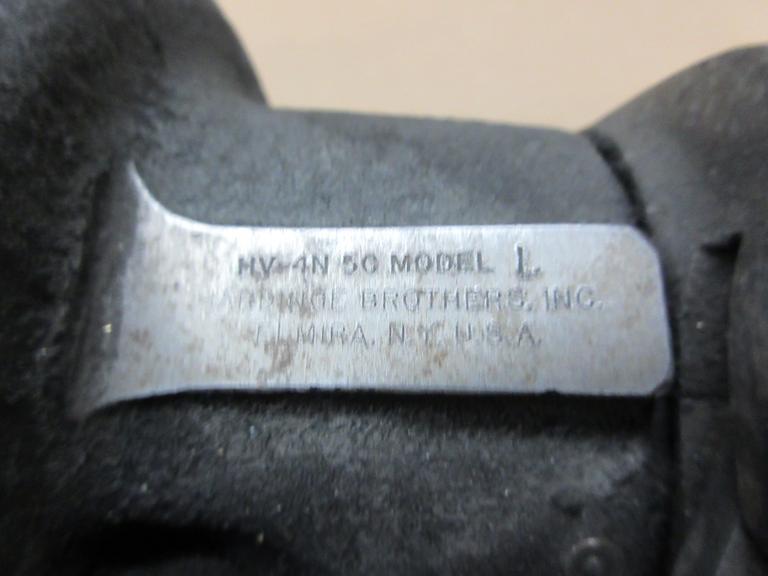 HV-4N 50 MODEL L
HARDINGE BROTHERS, INC.
ELMIRA, N.Y. U.S.A.